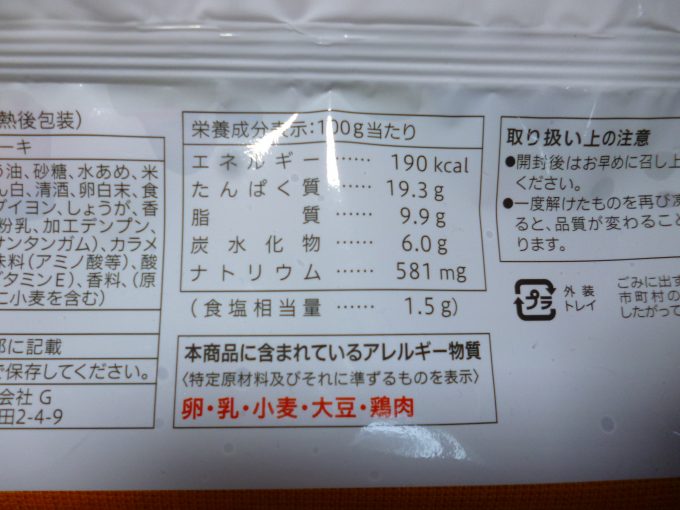 熱後包装)
ーキ
う油、砂糖、水あめ、米
ん白、清酒、卵白末、食
ブイヨン、しょうが、香
粉乳、加工デンプン、
サンタンガム)、カラメ
味料(アミノ酸等)、酸
ビタミンE)、香料、(原
に小麦を含む)
部に記載
で保存してください。
会社 G
田2-4-9
栄養成分表示:100g当たり
エネルギー …… 190 kcal
たんぱく質 …… 19.3 g
脂質 …… 9.9 g
炭水化物 …… 6.0 g
ナトリウム …… 581 mg
(食塩相当量 …… 1.5 g)
本商品に含まれているアレルギー物質
〈特定原材料及びそれに準ずるものを表示〉
卵・乳・小麦・大豆・鶏肉
取り扱い上の注意
●開封後はお早めに召し上
ください。
●一度解けたものを再び凍
ると、品質が変わること
ります。
プラ
外装
トレイ
ごみに出す
市町村の
したがって